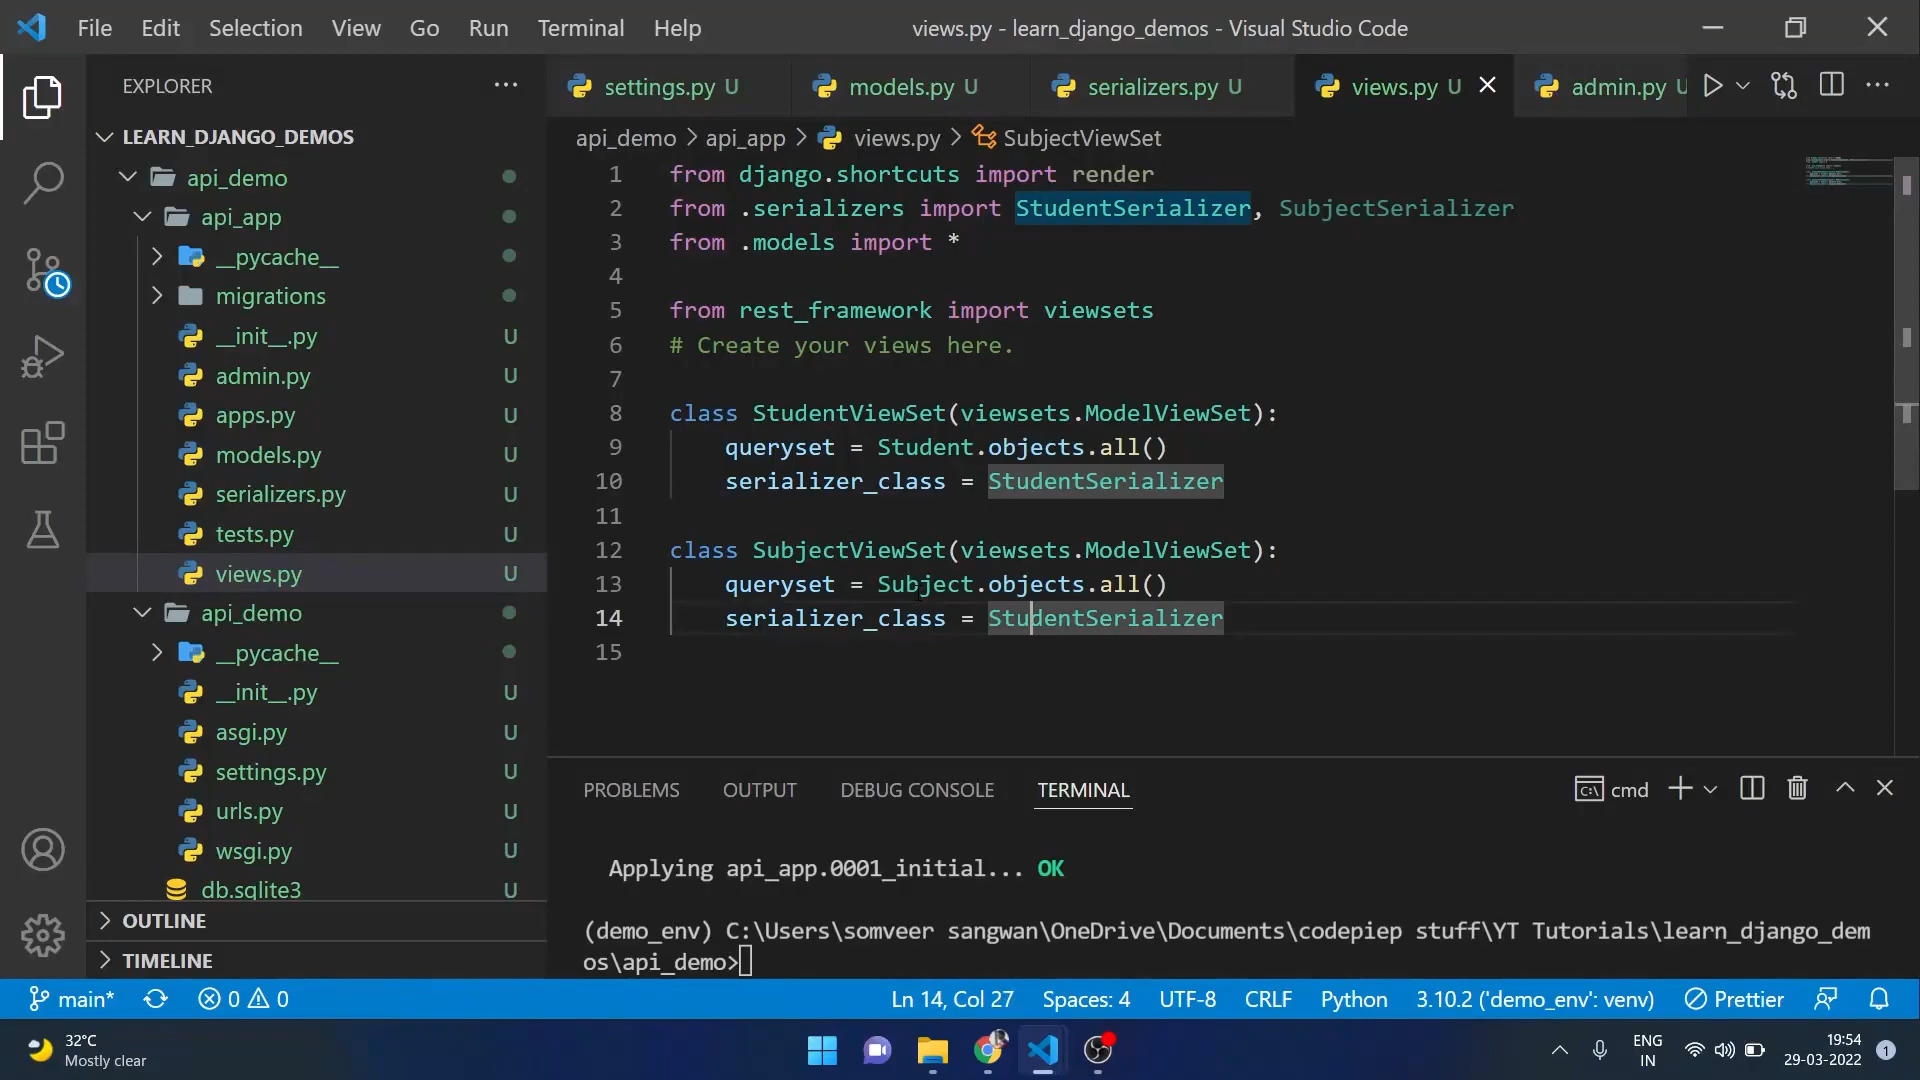 File Edit Selection View Go Run Terminal Help views.py - learn_django_demos - Visual Studio Code
EXPLORER
settings.py U models.py U serializers.py U views.py U admin.py U
LEARN_DJANGO_DEMOS
api_demo > api_app > views.py > SubjectViewSet
api_demo
api_app
__pycache__
migrations
__init__.py U
admin.py U
apps.py U
models.py U
serializers.py U
tests.py U
views.py U
api_demo
__pycache__
__init__.py U
asgi.py U
settings.py U
urls.py U
wsgi.py U
db.sqlite3 U
OUTLINE
TIMELINE
1 from django.shortcuts import render
2 from .serializers import StudentSerializer, SubjectSerializer
3 from .models import *
4
5 from rest_framework import viewsets
6 # Create your views here.
7
8 class StudentViewSet(viewsets.ModelViewSet):
9 queryset = Student.objects.all()
10 serializer_class = StudentSerializer
11
12 class SubjectViewSet(viewsets.ModelViewSet):
13 queryset = Subject.objects.all()
14 serializer_class = StudentSerializer
15
PROBLEMS OUTPUT DEBUG CONSOLE TERMINAL cmd
Applying api_app.0001_initial... OK
(demo_env) C:\Users\somveer sangwan\OneDrive\Documents\codepiep stuff\YT Tutorials\learn_django_dem
os\api_demo>
main* 0 0 Ln 14, Col 27 Spaces: 4 UTF-8 CRLF Python 3.10.2 ('demo_env': venv) Prettier
32°C
Mostly clear
ENG
IN
19:54
29-03-2022
1